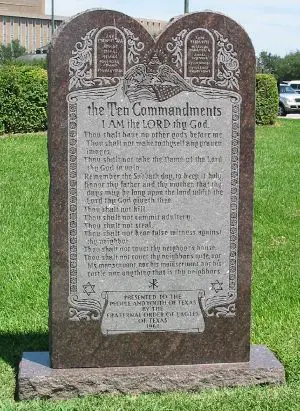 the Ten Commandments
I AM the LORD thy God.
Thou shalt have no other gods before me.
Thou shalt not make to thyself any graven
images.
Thou shalt not take the Name of the Lord
thy God in vain.
Remember the Sabbath day, to keep it holy.
Honor thy father and thy mother, that thy
days may be long upon the land which the
Lord thy God giveth thee.
Thou shalt not kill.
Thou shalt not commit adultery.
Thou shalt not steal.
Thou shalt not bear false witness against
thy neighbor.
Thou shalt not covet thy neighbor's house.
Thou shalt not covet thy neighbor's wife, nor
his manservant, nor his maidservant, nor his
cattle, nor anything that is thy neighbor's.
PRESENTED TO THE
PEOPLE AND YOUTH OF TEXAS
BY THE
FRATERNAL ORDER OF EAGLES
OF TEXAS
1961